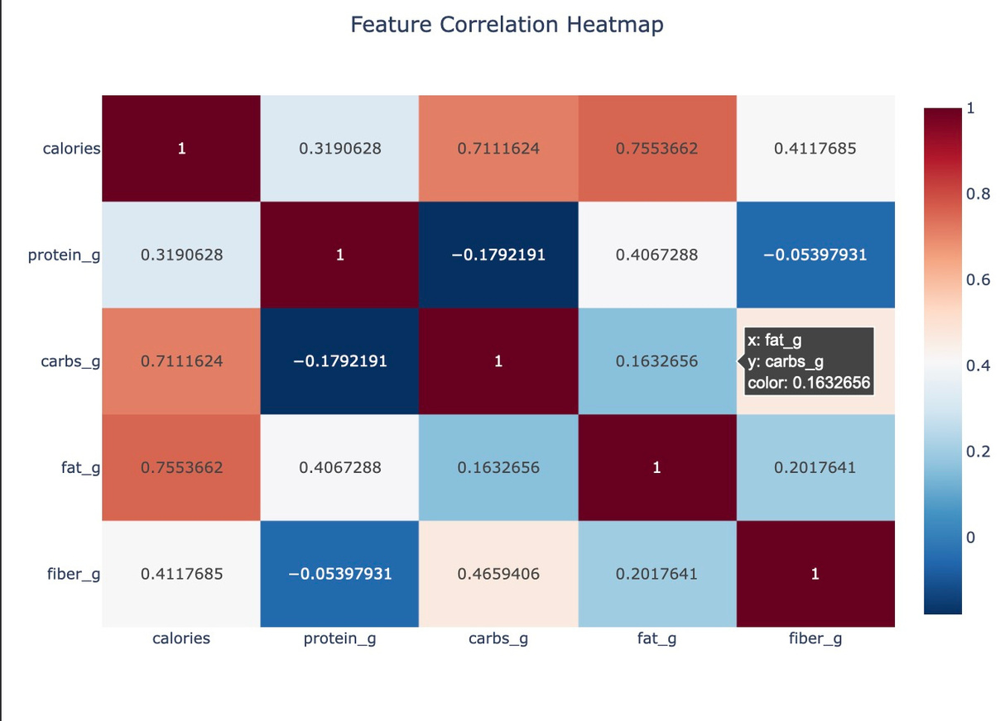 Feature Correlation Heatmap
calories 1 0.3190628 0.7111624 0.7553662 0.4117685
protein_g 0.3190628 1 −0.1792191 0.4067288 −0.05397931
carbs_g 0.7111624 −0.1792191 1 0.1632656
x: fat_g
y: carbs_g
color: 0.1632656
fat_g 0.7553662 0.4067288 0.1632656 1 0.2017641
fiber_g 0.4117685 −0.05397931 0.4659406 0.2017641 1
calories protein_g carbs_g fat_g fiber_g
1
0.8
0.6
0.4
0.2
0